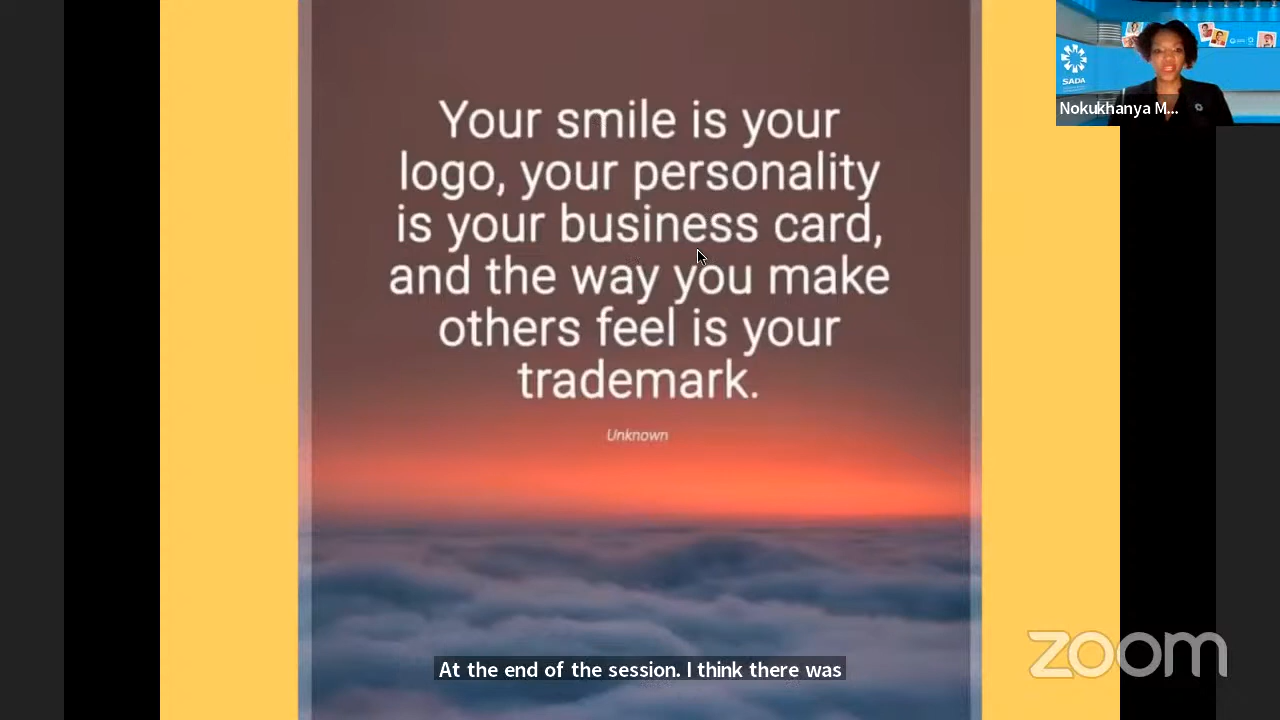 Your smile is your
logo, your personality
is your business card,
and the way you make
others feel is your
trademark.
Unknown
SADA
Nokukhanya M...
At the end of the session. I think there was
zoom